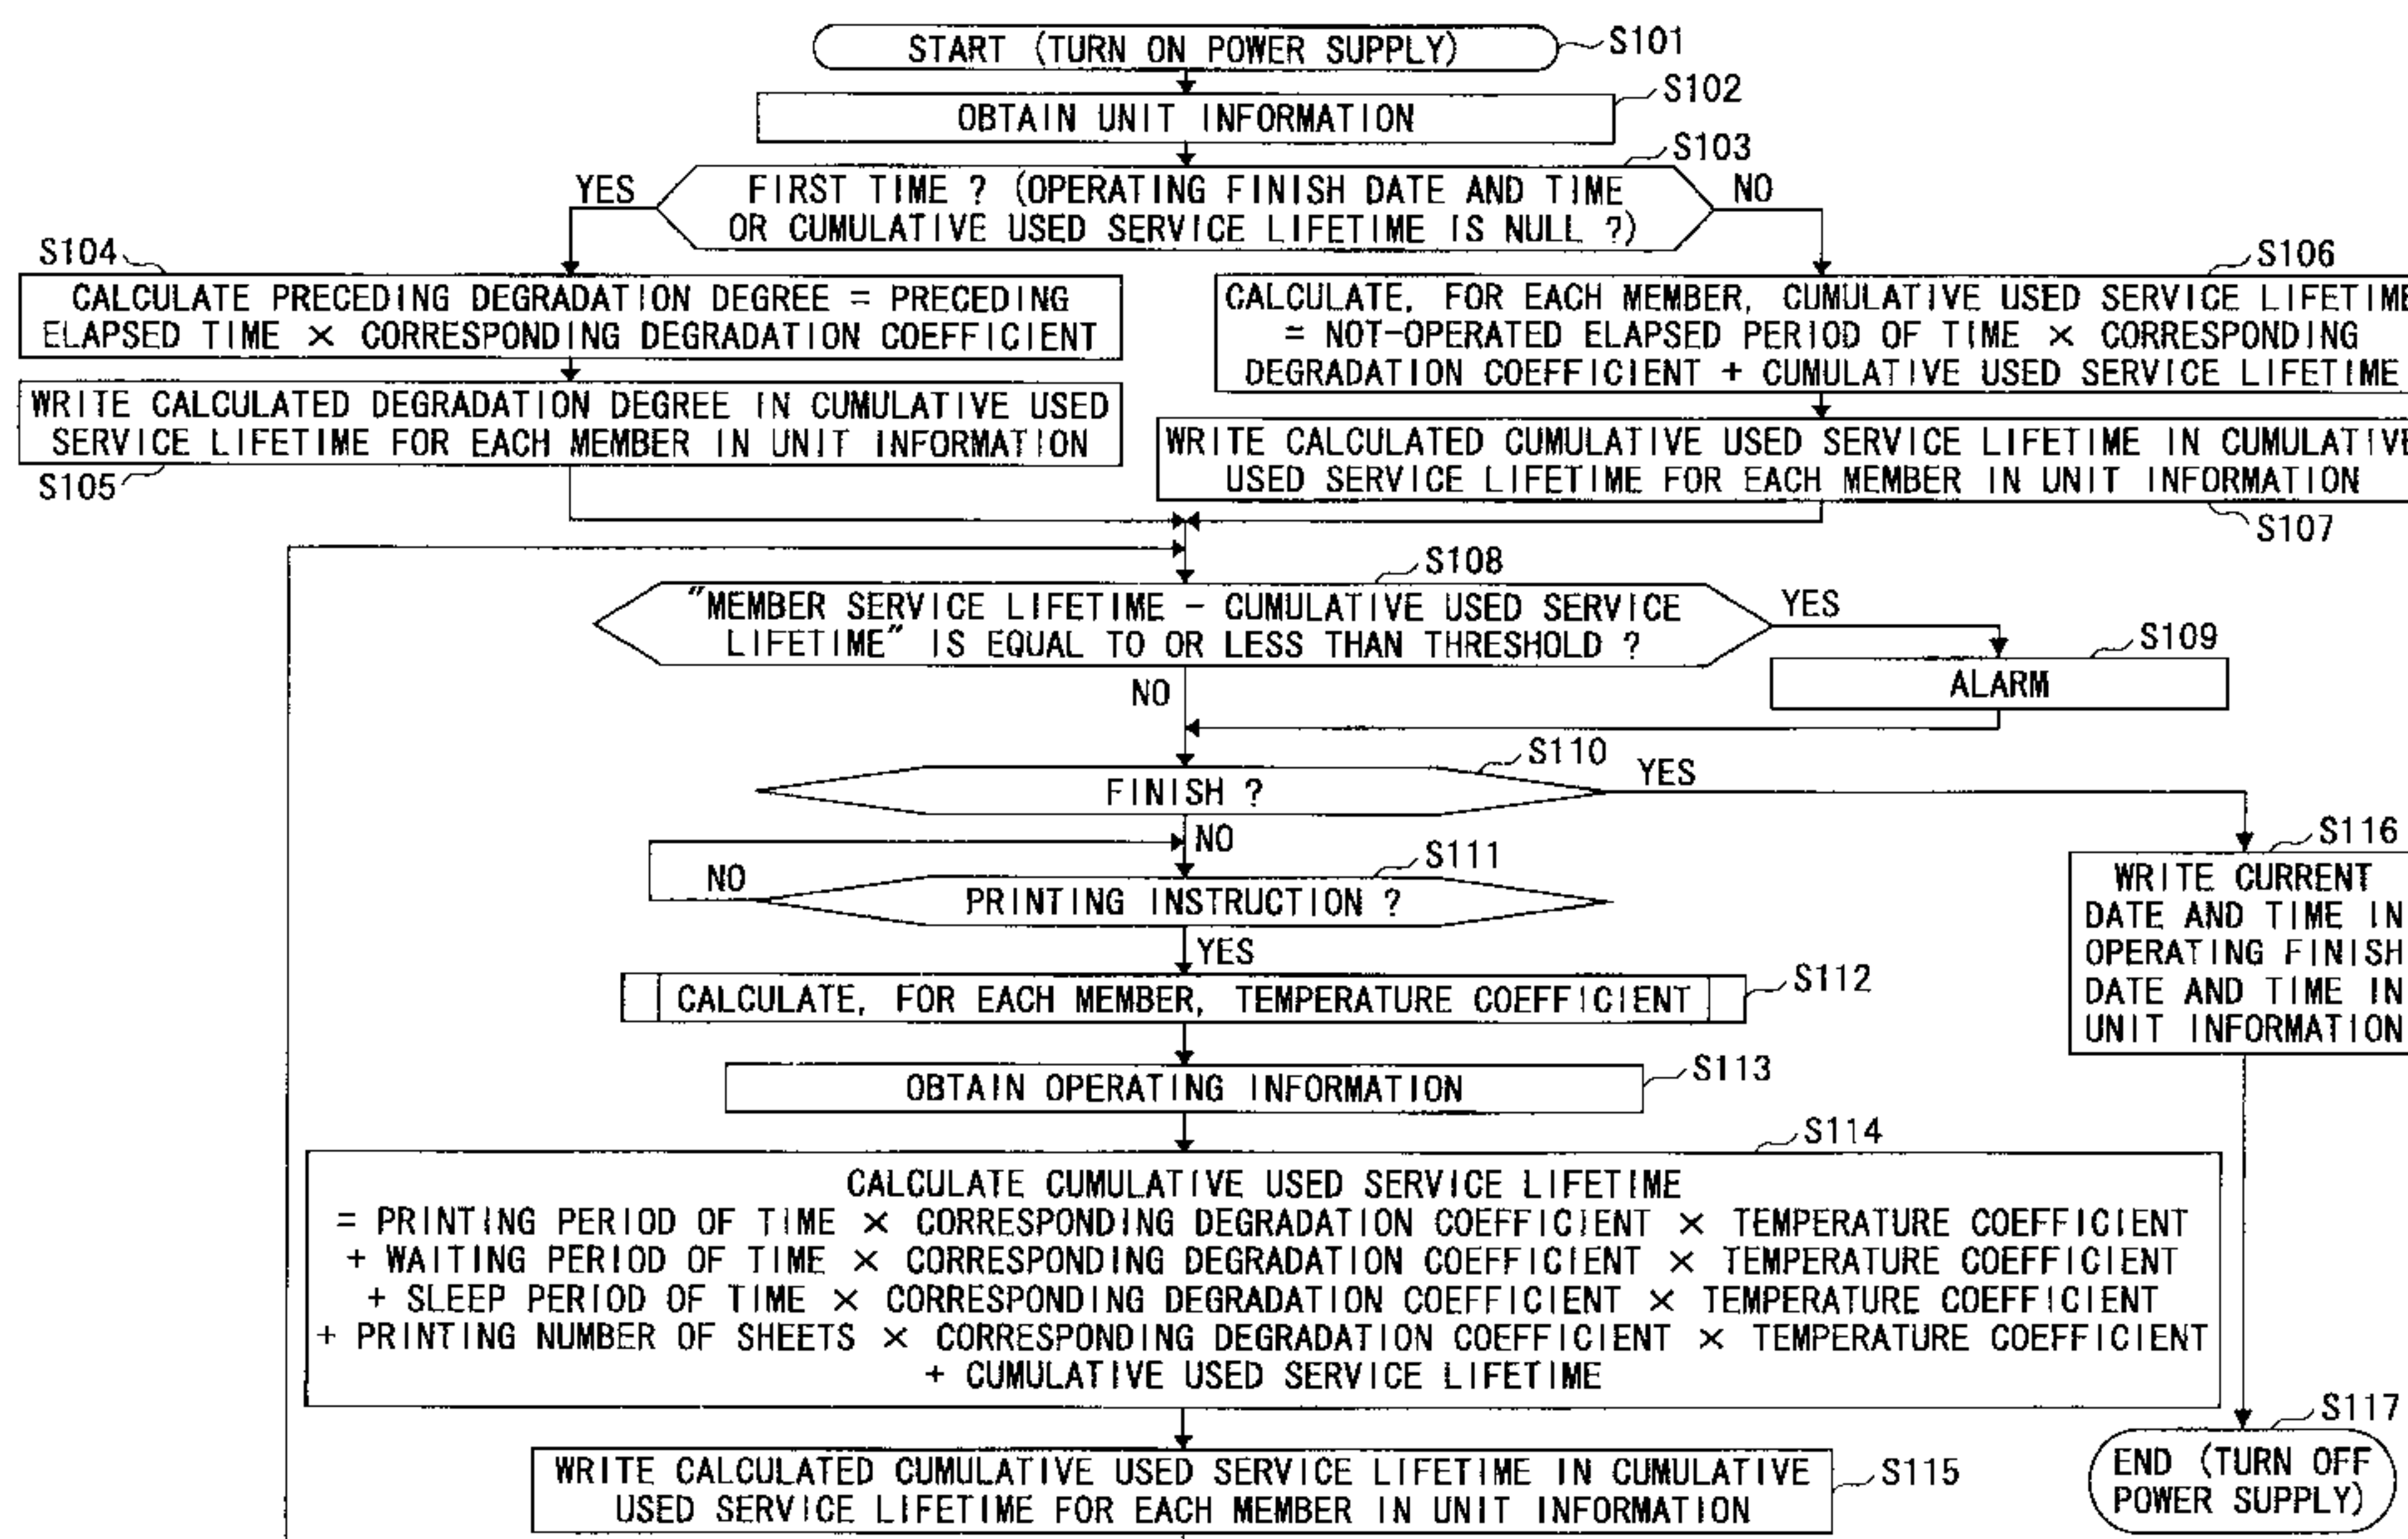 START (TURN ON POWER SUPPLY)
S101
OBTAIN UNIT INFORMATION
S102
S103
FIRST TIME ? (OPERATING FINISH DATE AND TIME
OR CUMULATIVE USED SERVICE LIFETIME IS NULL ?)
YES
NO
S104
CALCULATE PRECEDING DEGRADATION DEGREE = PRECEDING
ELAPSED TIME × CORRESPONDING DEGRADATION COEFFICIENT
WRITE CALCULATED DEGRADATION DEGREE IN CUMULATIVE USED
SERVICE LIFETIME FOR EACH MEMBER IN UNIT INFORMATION
S105
S106
CALCULATE, FOR EACH MEMBER, CUMULATIVE USED SERVICE LIFETIME
= NOT-OPERATED ELAPSED PERIOD OF TIME × CORRESPONDING
DEGRADATION COEFFICIENT + CUMULATIVE USED SERVICE LIFETIME
WRITE CALCULATED CUMULATIVE USED SERVICE LIFETIME IN CUMULATIVE
USED SERVICE LIFETIME FOR EACH MEMBER IN UNIT INFORMATION
S107
S108
"MEMBER SERVICE LIFETIME - CUMULATIVE USED SERVICE
LIFETIME" IS EQUAL TO OR LESS THAN THRESHOLD ?
YES
NO
S109
ALARM
S110
FINISH ?
YES
NO
S111
PRINTING INSTRUCTION ?
NO
YES
S112
CALCULATE, FOR EACH MEMBER, TEMPERATURE COEFFICIENT
S113
OBTAIN OPERATING INFORMATION
S114
CALCULATE CUMULATIVE USED SERVICE LIFETIME
= PRINTING PERIOD OF TIME × CORRESPONDING DEGRADATION COEFFICIENT × TEMPERATURE COEFFICIENT
+ WAITING PERIOD OF TIME × CORRESPONDING DEGRADATION COEFFICIENT × TEMPERATURE COEFFICIENT
+ SLEEP PERIOD OF TIME × CORRESPONDING DEGRADATION COEFFICIENT × TEMPERATURE COEFFICIENT
+ PRINTING NUMBER OF SHEETS × CORRESPONDING DEGRADATION COEFFICIENT × TEMPERATURE COEFFICIENT
+ CUMULATIVE USED SERVICE LIFETIME
WRITE CALCULATED CUMULATIVE USED SERVICE LIFETIME IN CUMULATIVE
USED SERVICE LIFETIME FOR EACH MEMBER IN UNIT INFORMATION
S115
S116
WRITE CURRENT
DATE AND TIME IN
OPERATING FINISH
DATE AND TIME IN
UNIT INFORMATION
S117
END (TURN OFF
POWER SUPPLY)